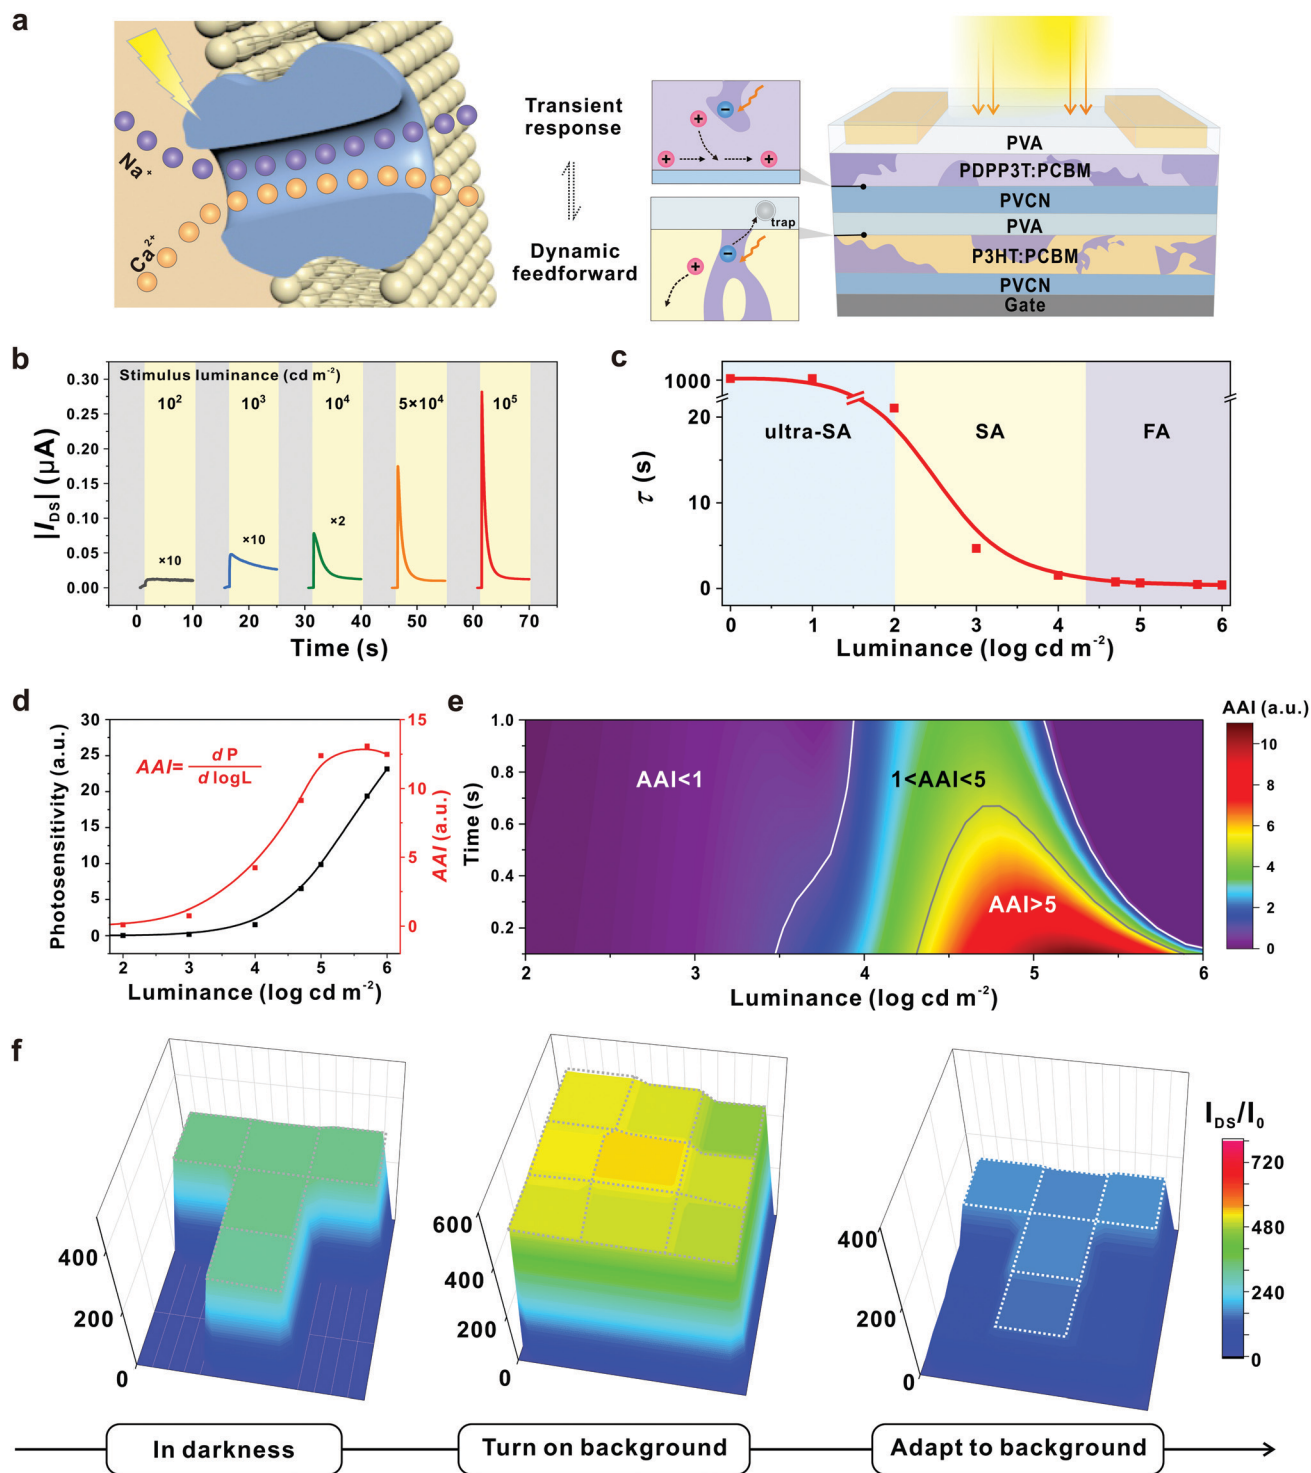 a
Na+
Ca2+
Transient
response
Dynamic
feedforward
trap
PVA
PDPP3T:PCBM
PVCN
PVA
P3HT:PCBM
PVCN
Gate
b
Stimulus luminance (cd m-2)
10² 10³ 10⁴ 5×10⁴ 10⁵
×10 ×10 ×2
0.30
0.25
0.20
0.15
0.10
0.05
0.00
|IDS| (μA)
0 10 20 30 40 50 60 70
Time (s)
c
1000
20
10
0
τ (s)
ultra-SA SA FA
0 1 2 3 4 5 6
Luminance (log cd m-2)
d
30
25
20
15
10
5
0
Photosensitivity (a.u.)
AAI= d P
d logL
15
10
5
0
AAI (a.u.)
2 3 4 5 6
Luminance (log cd m-2)
e
1.0
0.8
0.6
0.4
0.2
Time (s)
AAI<1 1<AAI<5
AAI>5
2 3 4 5 6
Luminance (log cd m-2)
AAI (a.u.)
10
8
6
4
2
0
f
400
200
0
600
400
200
0
400
200
0
IDS/I0
720
480
240
0
In darkness Turn on background Adapt to background